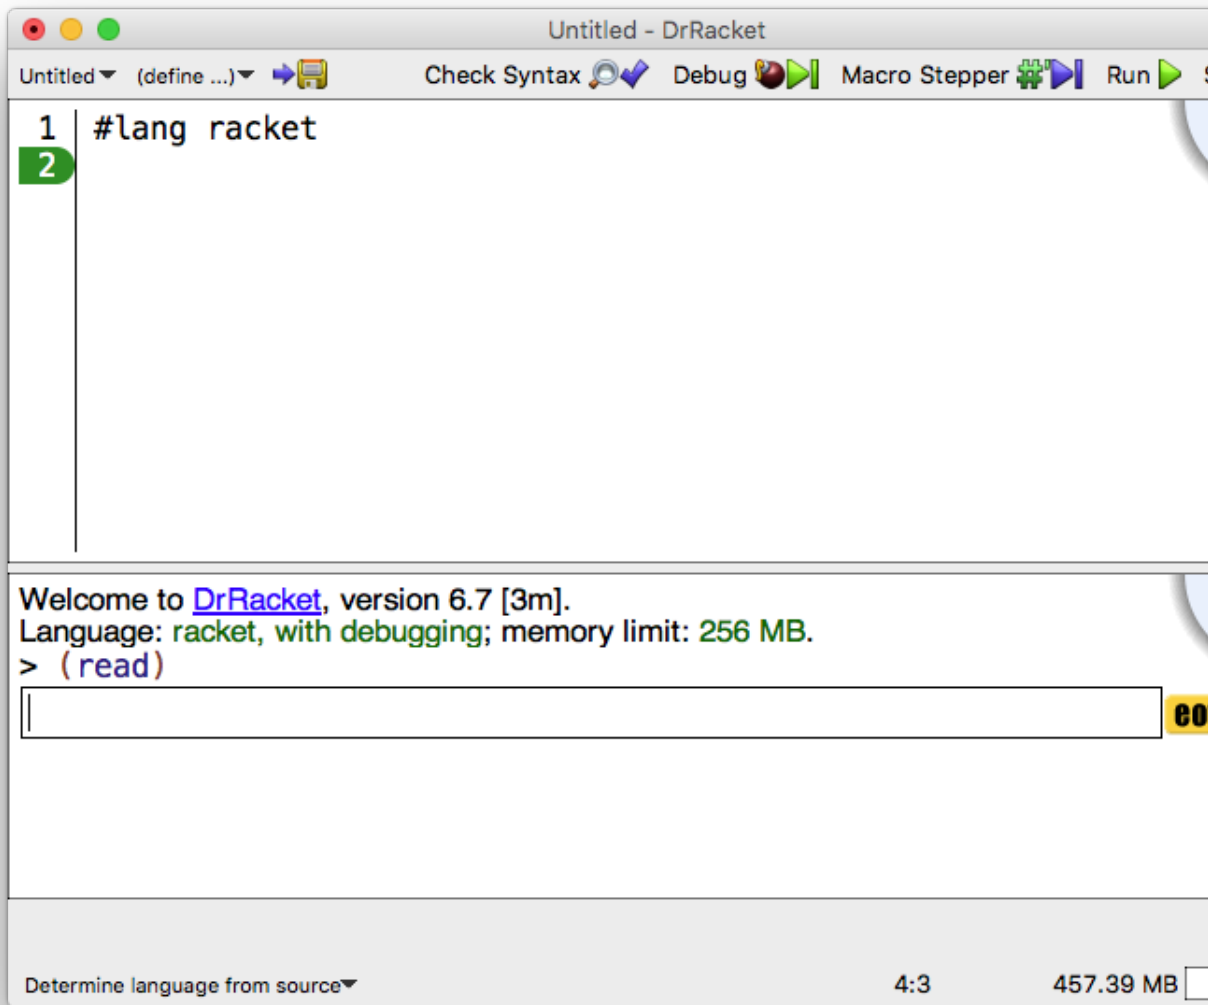 Untitled - DrRacket
Untitled (define ...) Check Syntax Debug Macro Stepper Run
1 #lang racket
2
Welcome to DrRacket, version 6.7 [3m].
Language: racket, with debugging; memory limit: 256 MB.
> (read)
Determine language from source 4:3 457.39 MB